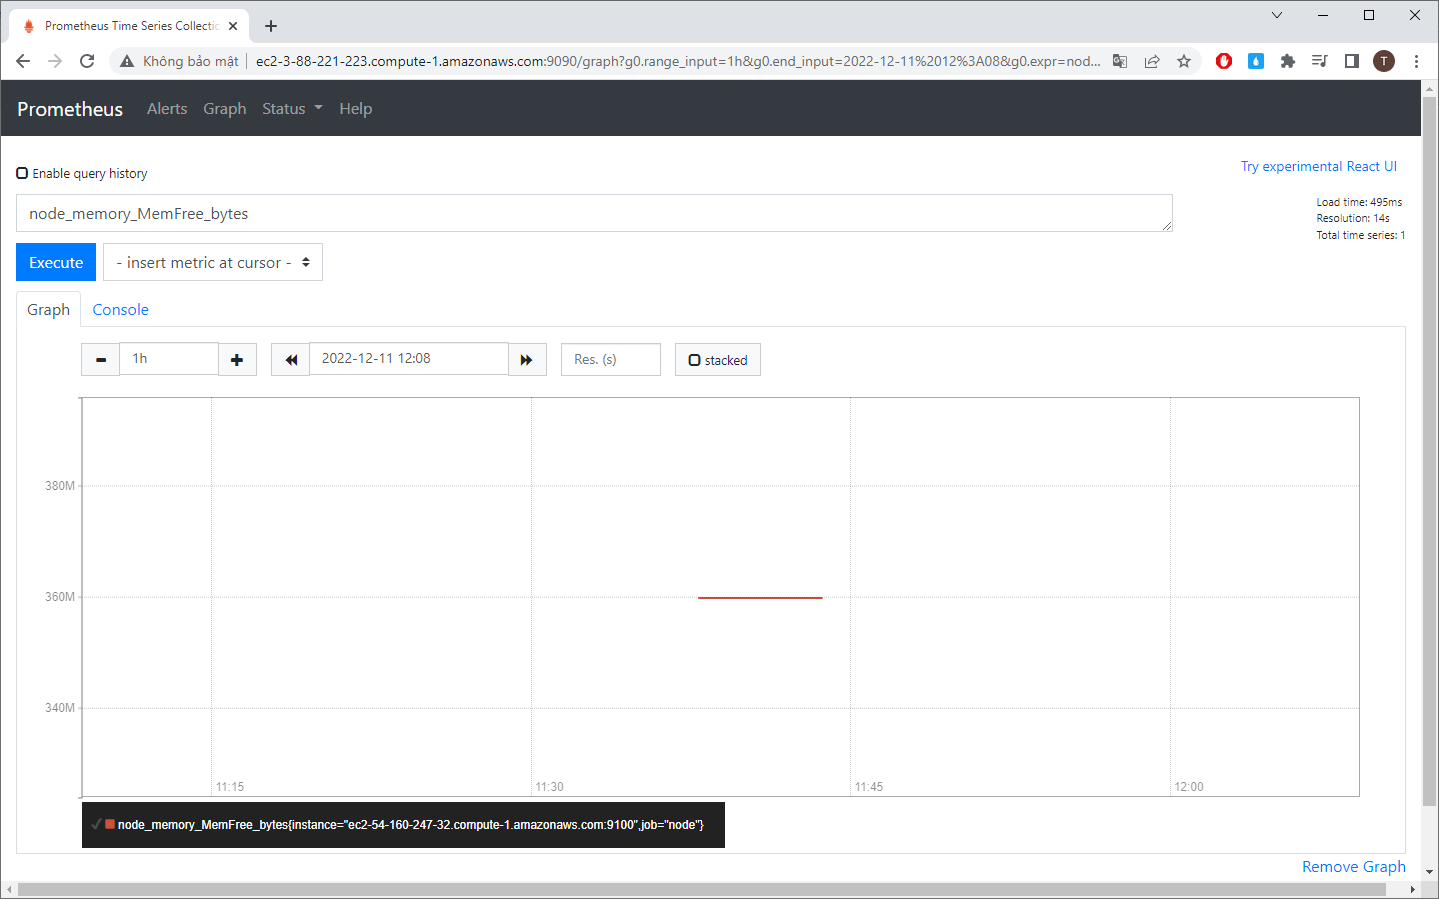 Prometheus Time Series Collectio
Không bảo mật
ec2-3-88-221-223.compute-1.amazonaws.com:9090/graph?g0.range_input=1h&g0.end_input=2022-12-11%2012%3A08&g0.expr=nod...
T
Prometheus Alerts Graph Status Help
Enable query history
Try experimental React UI
node_memory_MemFree_bytes
Load time: 495ms
Resolution: 14s
Total time series: 1
Execute
- insert metric at cursor -
Graph Console
1h
2022-12-11 12:08
Res. (s)
stacked
380M
360M
340M
11:15 11:30 11:45 12:00
node_memory_MemFree_bytes{instance="ec2-54-160-247-32.compute-1.amazonaws.com:9100",job="node"}
Remove Graph